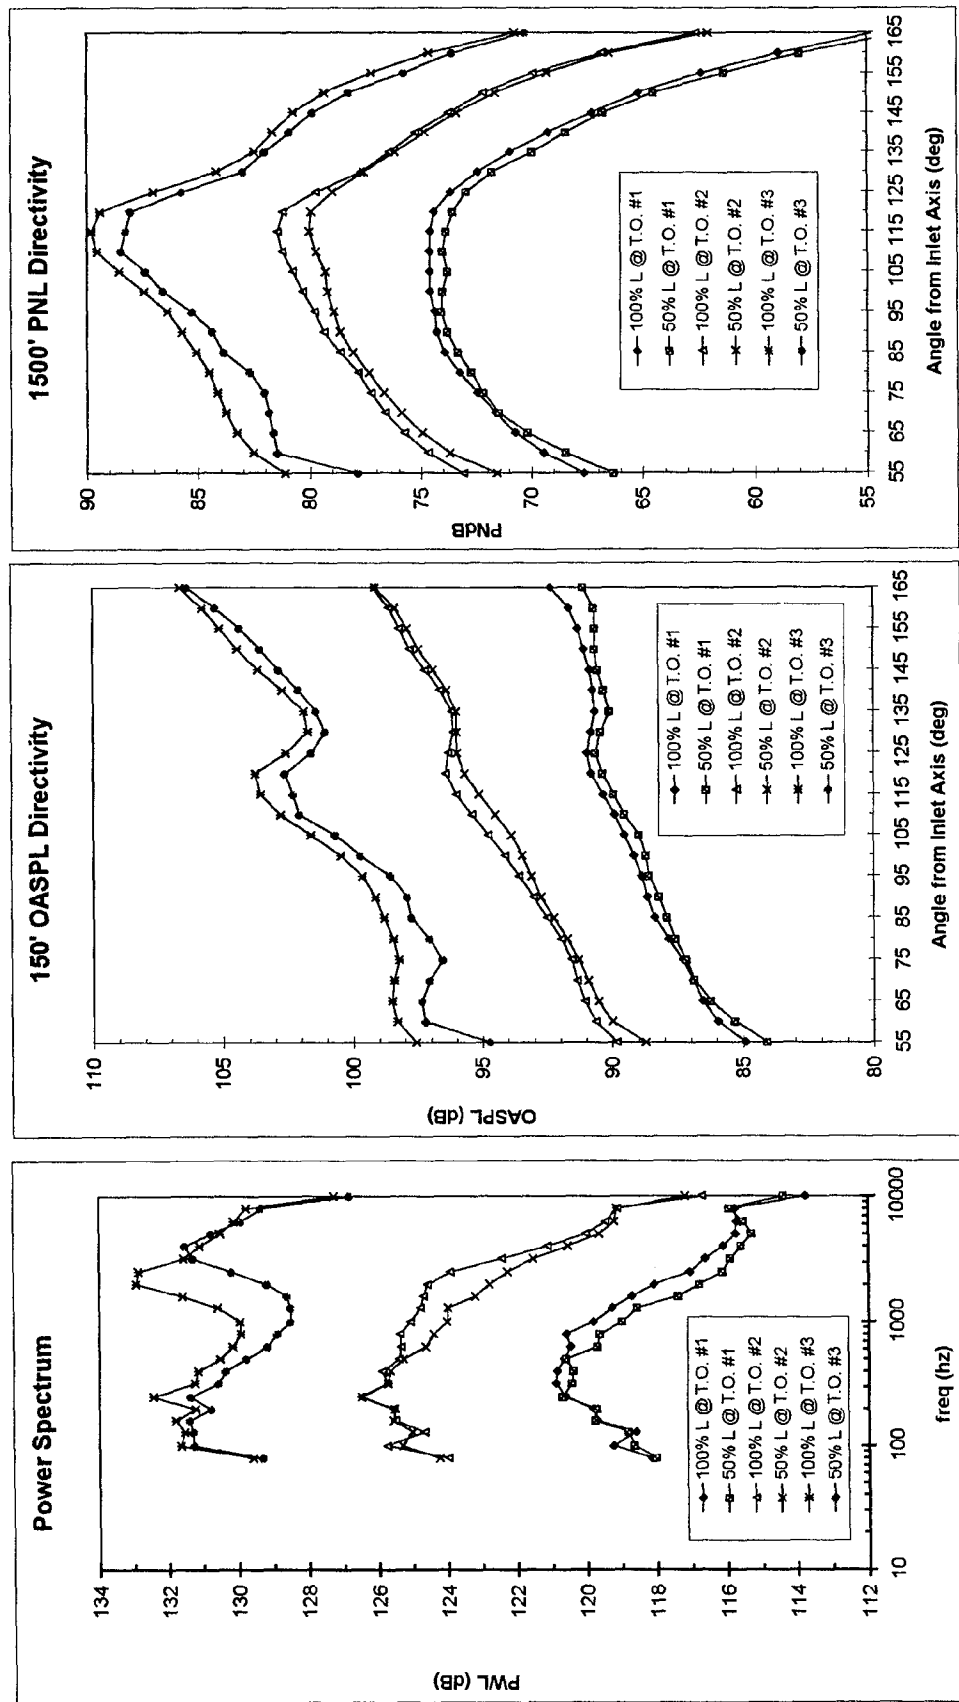 Power Spectrum
134
132
130
128
126
124
122
120
118
116
114
112
PWL (dB)
10
100
1000
10000
freq (hz)
100% L @ T.O. #1
50% L @ T.O. #1
100% L @ T.O. #2
50% L @ T.O. #2
100% L @ T.O. #3
50% L @ T.O. #3
150' OASPL Directivity
110
105
100
95
90
85
80
OASPL (dB)
55
65
75
85
95
105
115
125
135
145
155
165
Angle from Inlet Axis (deg)
100% L @ T.O. #1
50% L @ T.O. #1
100% L @ T.O. #2
50% L @ T.O. #2
100% L @ T.O. #3
50% L @ T.O. #3
1500' PNL Directivity
90
85
80
75
70
65
60
55
PNdB
55
65
75
85
95
105
115
125
135
145
155
165
Angle from Inlet Axis (deg)
100% L @ T.O. #1
50% L @ T.O. #1
100% L @ T.O. #2
50% L @ T.O. #2
100% L @ T.O. #3
50% L @ T.O. #3